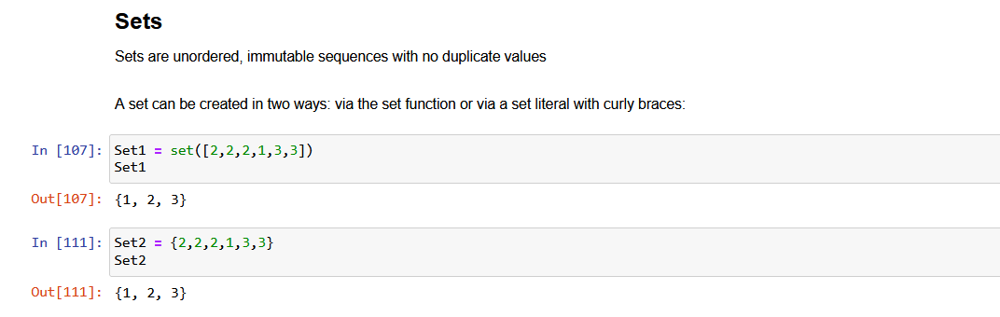 Sets
Sets are unordered, immutable sequences with no duplicate values
A set can be created in two ways: via the set function or via a set literal with curly braces:
In [107]: Set1 = set([2,2,2,1,3,3])
Set1
Out[107]: {1, 2, 3}
In [111]: Set2 = {2,2,2,1,3,3}
Set2
Out[111]: {1, 2, 3}